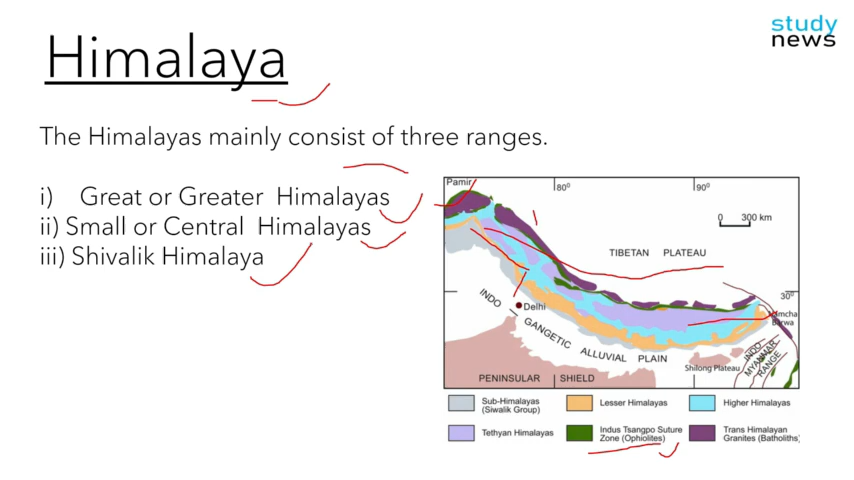 study
news
Himalaya
The Himalayas mainly consist of three ranges.
i) Great or Greater Himalayas
ii) Small or Central Himalayas
iii) Shivalik Himalaya
Pamir
80°
90°
0 300 km
TIBETAN PLATEAU
30°
Delhi
Namcha
Barwa
INDO GANGETIC ALLUVIAL PLAIN
INDO
MYANMAR
RANGE
Shilong Plateau
PENINSULAR SHIELD
Sub-Himalayas
(Siwalik Group)
Lesser Himalayas
Higher Himalayas
Tethyan Himalayas
Indus Tsangpo Suture
Zone (Ophiolites)
Trans Himalayan
Granites (Batholiths)